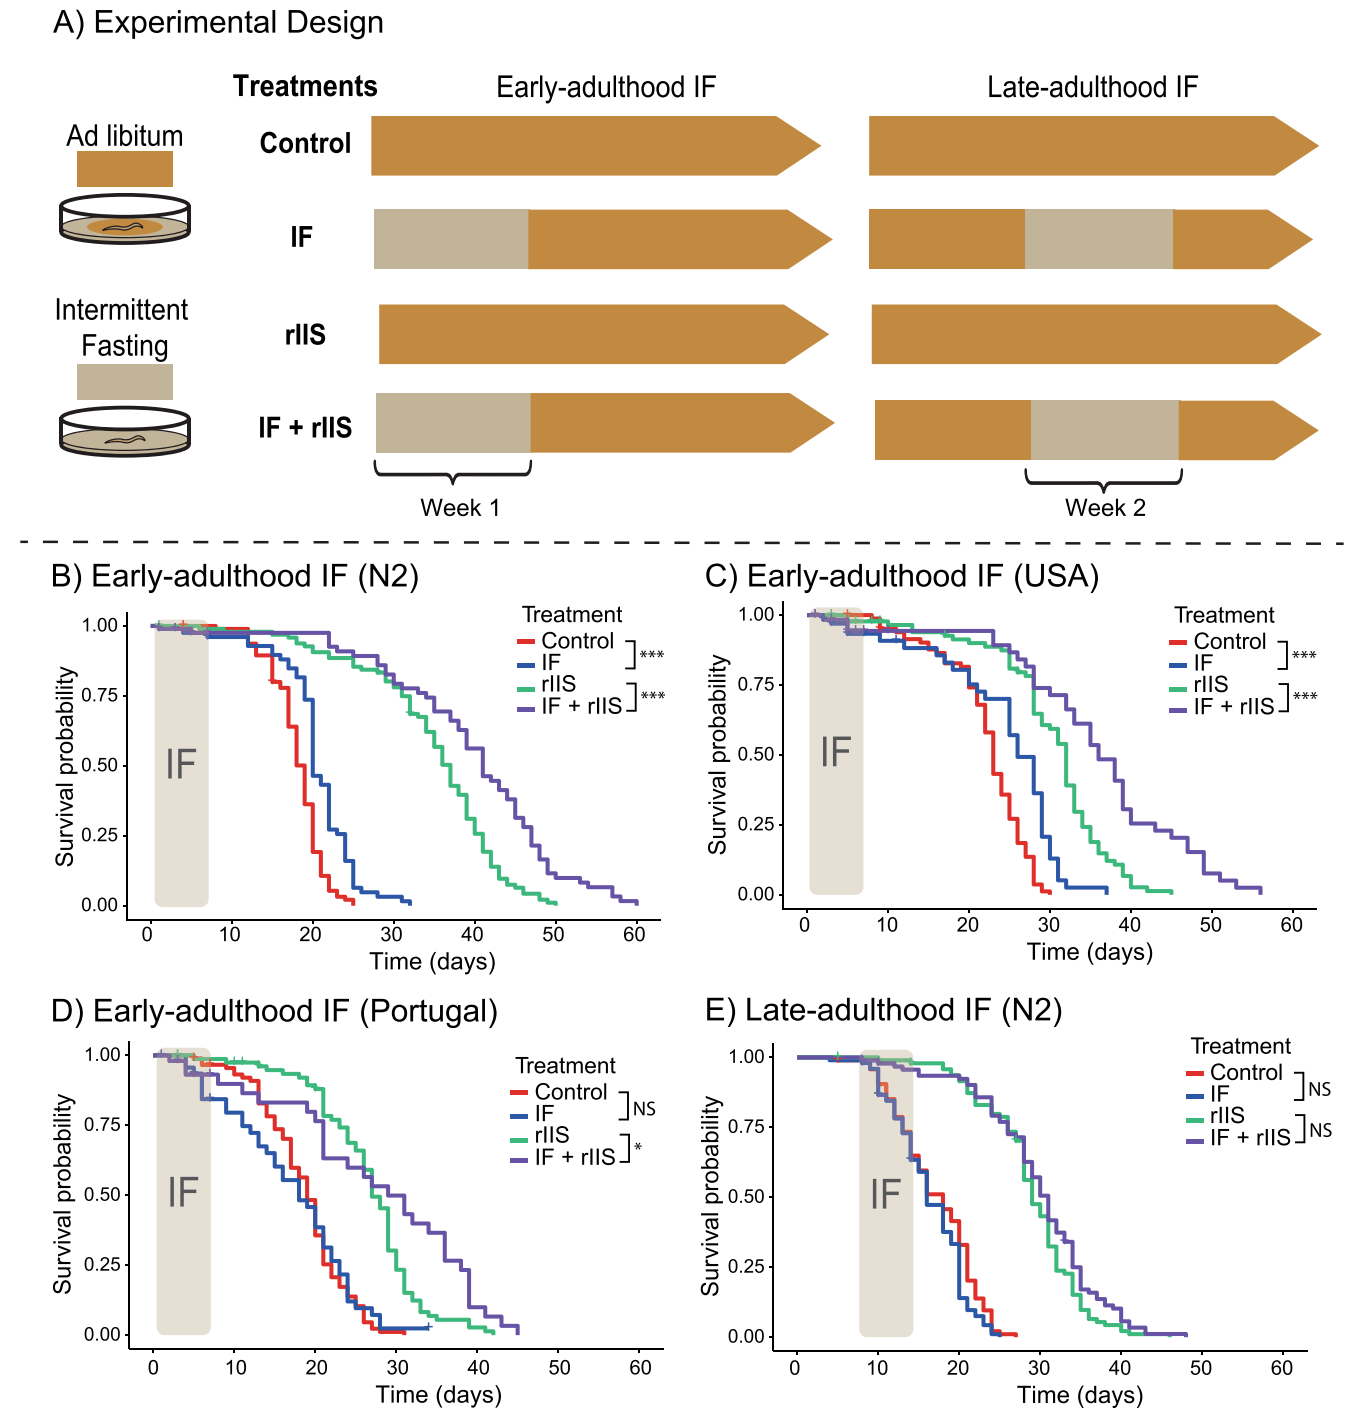 A) Experimental Design
Treatments
Early-adulthood IF
Late-adulthood IF
Ad libitum
Control
IF
Intermittent
Fasting
rIIS
IF + rIIS
Week 1
Week 2
B) Early-adulthood IF (N2)
Treatment
Control
IF
rIIS
IF + rIIS
***
***
Survival probability
1.00
0.75
0.50
0.25
0.00
IF
0 10 20 30 40 50 60
Time (days)
C) Early-adulthood IF (USA)
Treatment
Control
IF
rIIS
IF + rIIS
***
***
Survival probability
1.00
0.75
0.50
0.25
0.00
IF
0 10 20 30 40 50 60
Time (days)
D) Early-adulthood IF (Portugal)
Treatment
Control
IF
rIIS
IF + rIIS
NS
*
Survival probability
1.00
0.75
0.50
0.25
0.00
IF
0 10 20 30 40 50 60
Time (days)
E) Late-adulthood IF (N2)
Treatment
Control
IF
rIIS
IF + rIIS
NS
NS
Survival probability
1.00
0.75
0.50
0.25
0.00
IF
0 10 20 30 40 50 60
Time (days)